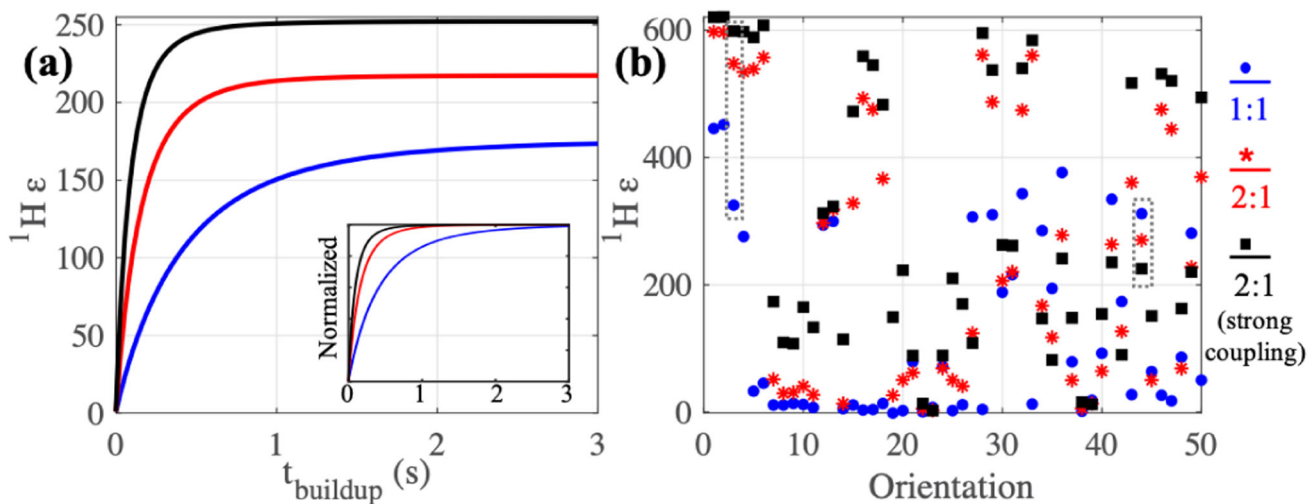 (a)
¹H ε
250
200
150
100
50
0
0 1 2 3
t_buildup (s)
Normalized
0 1 2 3
(b)
¹H ε
600
400
200
0
0 10 20 30 40 50
Orientation
1:1
*
2:1
2:1
(strong
coupling)